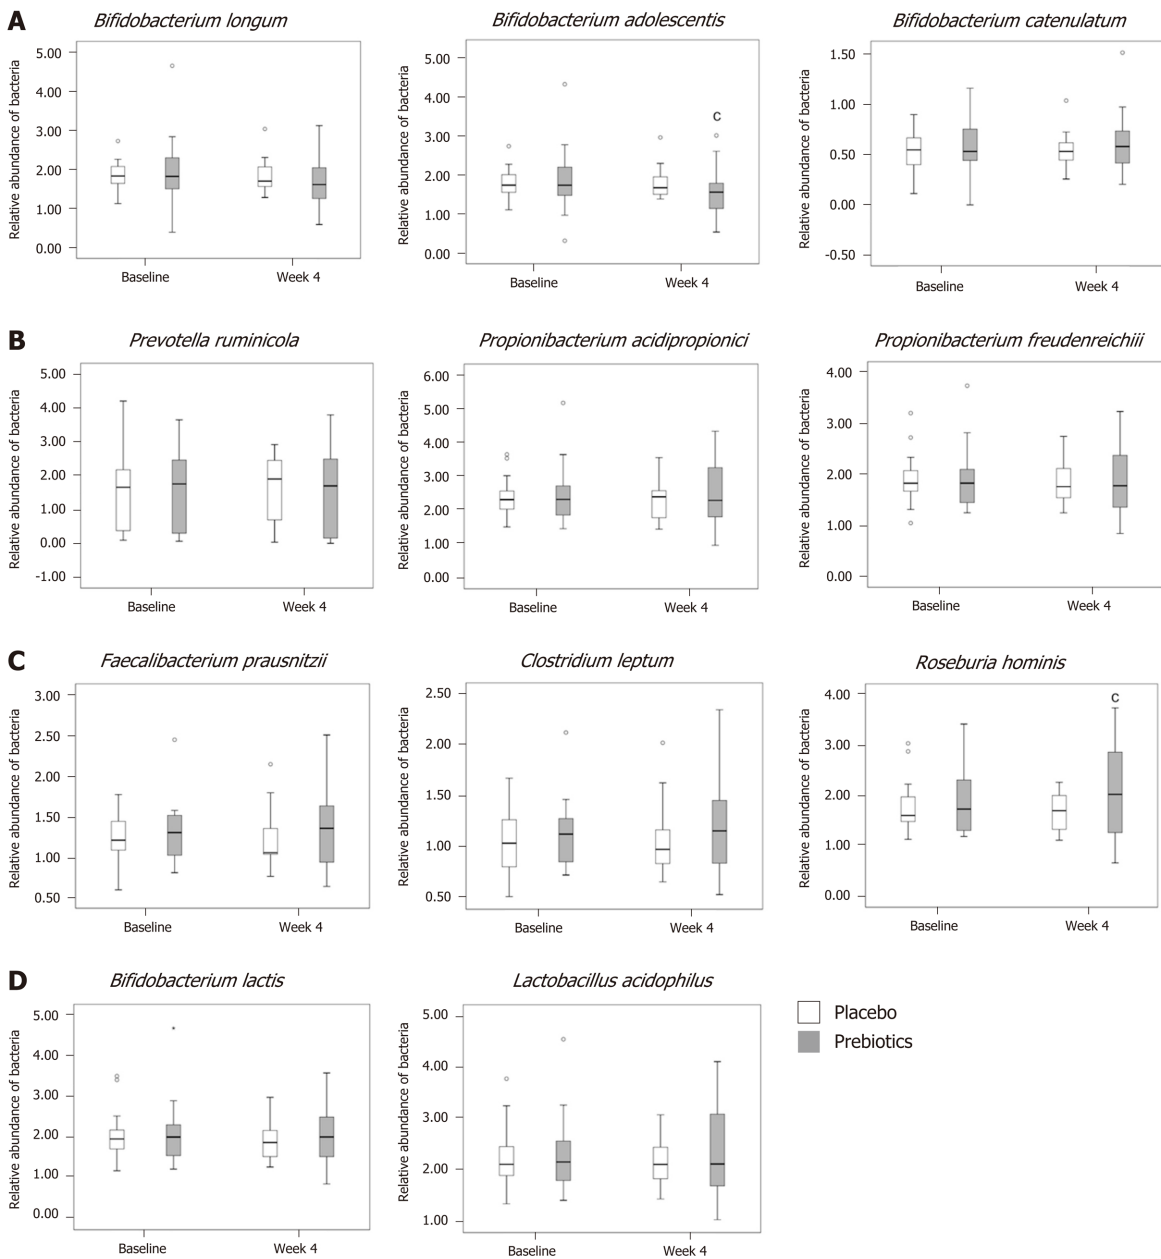 A
Bifidobacterium longum
Relative abundance of bacteria
5.00
4.00
3.00
2.00
1.00
0.00
Baseline
Week 4
Bifidobacterium adolescentis
Relative abundance of bacteria
5.00
4.00
3.00
2.00
1.00
0.00
c
Baseline
Week 4
Bifidobacterium catenulatum
Relative abundance of bacteria
1.50
1.00
0.50
0.00
-0.50
Baseline
Week 4
B
Prevotella ruminicola
Relative abundance of bacteria
5.00
4.00
3.00
2.00
1.00
0.00
-1.00
Baseline
Week 4
Propionibacterium acidipropionici
Relative abundance of bacteria
6.00
5.00
4.00
3.00
2.00
1.00
0.00
Baseline
Week 4
Propionibacterium freudenreichiii
Relative abundance of bacteria
4.00
3.00
2.00
1.00
0.00
Baseline
Week 4
C
Faecalibacterium prausnitzii
Relative abundance of bacteria
3.00
2.50
2.00
1.50
1.00
0.50
Baseline
Week 4
Clostridium leptum
Relative abundance of bacteria
2.50
2.00
1.50
1.00
0.50
Baseline
Week 4
Roseburia hominis
Relative abundance of bacteria
4.00
3.00
2.00
1.00
0.00
c
Baseline
Week 4
D
Bifidobacterium lactis
Relative abundance of bacteria
5.00
4.00
3.00
2.00
1.00
0.00
Baseline
Week 4
Lactobacillus acidophilus
Relative abundance of bacteria
5.00
4.00
3.00
2.00
1.00
Baseline
Week 4
Placebo
Prebiotics